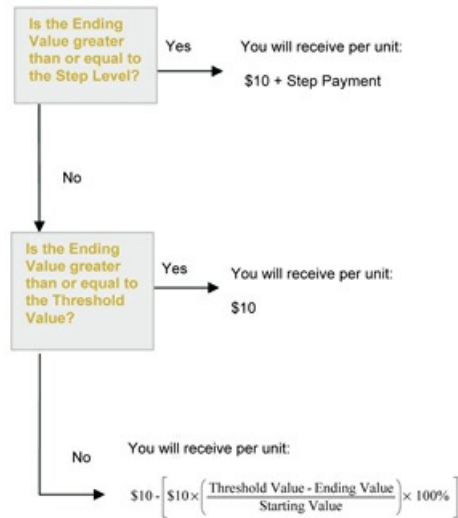 Is the Ending
Value greater
than or equal to
the Step Level?
Yes
You will receive per unit:
$10 + Step Payment
No
Is the Ending
Value greater
than or equal to
the Threshold
Value?
Yes
You will receive per unit:
$10
No
You will receive per unit:
$10 - [$10 × (Threshold Value - Ending Value / Starting Value) × 100%]